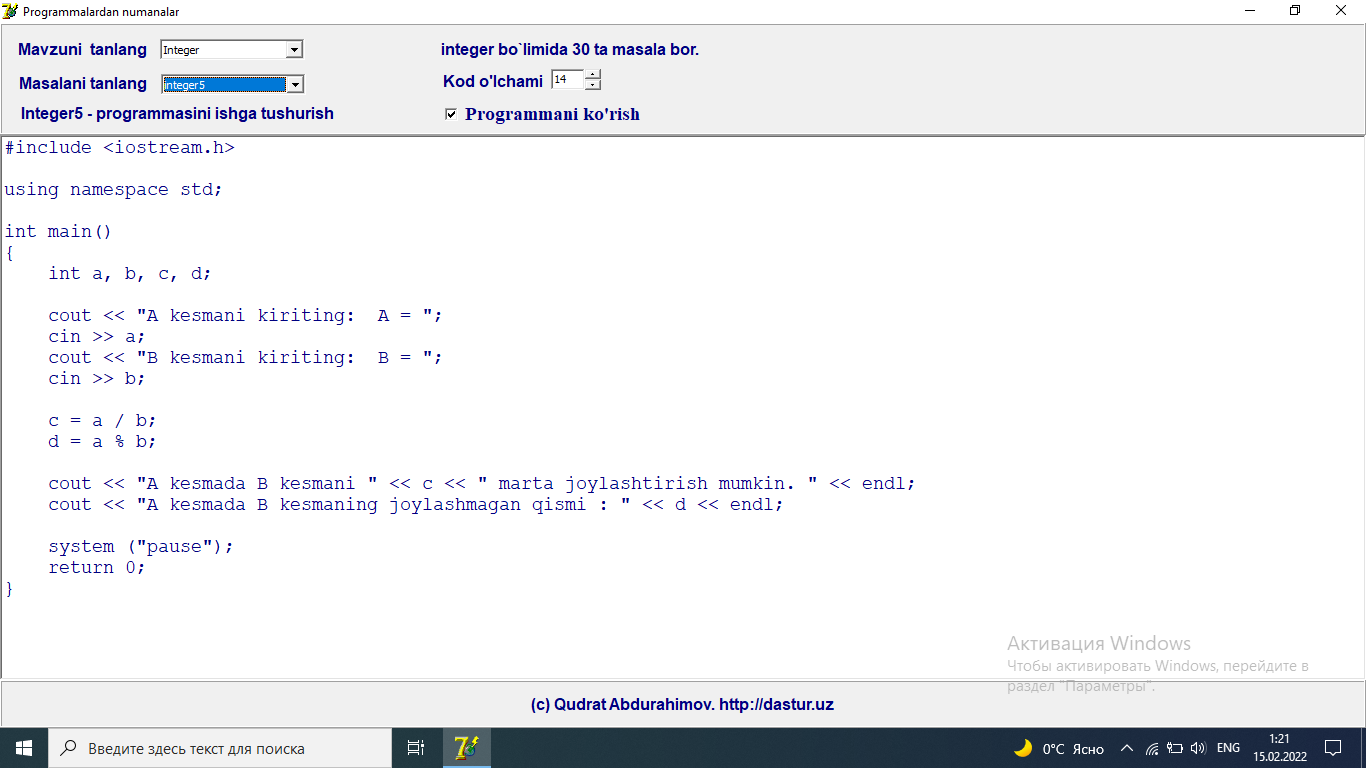 Programmalardan numanalar
Mavzuni tanlang Integer integer bo`limida 30 ta masala bor.
Masalani tanlang integer5 Kod o'lchami 14
Integer5 - programmasini ishga tushurish Programmani ko'rish
#include <iostream.h>
using namespace std;
int main()
{
    int a, b, c, d;
    cout << "A kesmani kiriting:  A = ";
    cin >> a;
    cout << "B kesmani kiriting:  B = ";
    cin >> b;
    c = a / b;
    d = a % b;
    cout << "A kesmada B kesmani " << c << " marta joylashtirish mumkin. " << endl;
    cout << "A kesmada B kesmaning joylashmagan qismi : " << d << endl;
    system ("pause");
    return 0;
}
Активация Windows
Чтобы активировать Windows, перейдите в
раздел "Параметры".
(c) Qudrat Abdurahimov. http://dastur.uz
Введите здесь текст для поиска 7 0°C Ясно ENG 1:21
15.02.2022